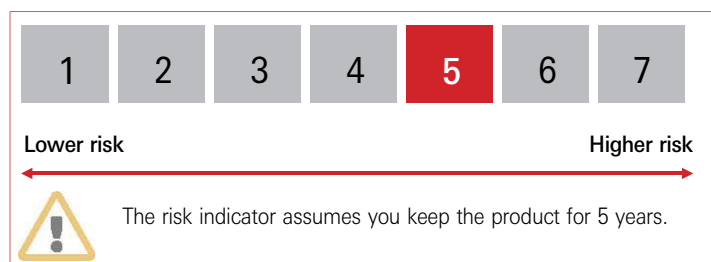 1 2 3 4 5 6 7
Lower risk Higher risk
The risk indicator assumes you keep the product for 5 years.